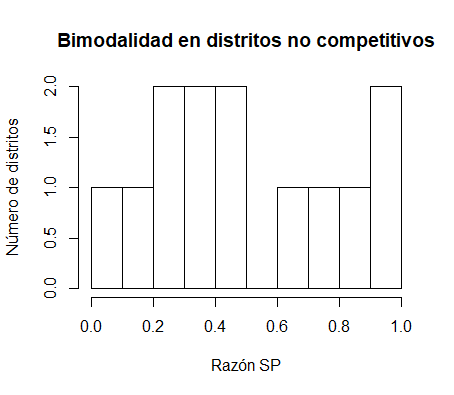 Bimodalidad en distritos no competitivos
Número de distritos
2.0
1.5
1.0
0.5
0.0
0.0 0.2 0.4 0.6 0.8 1.0
Razón SP